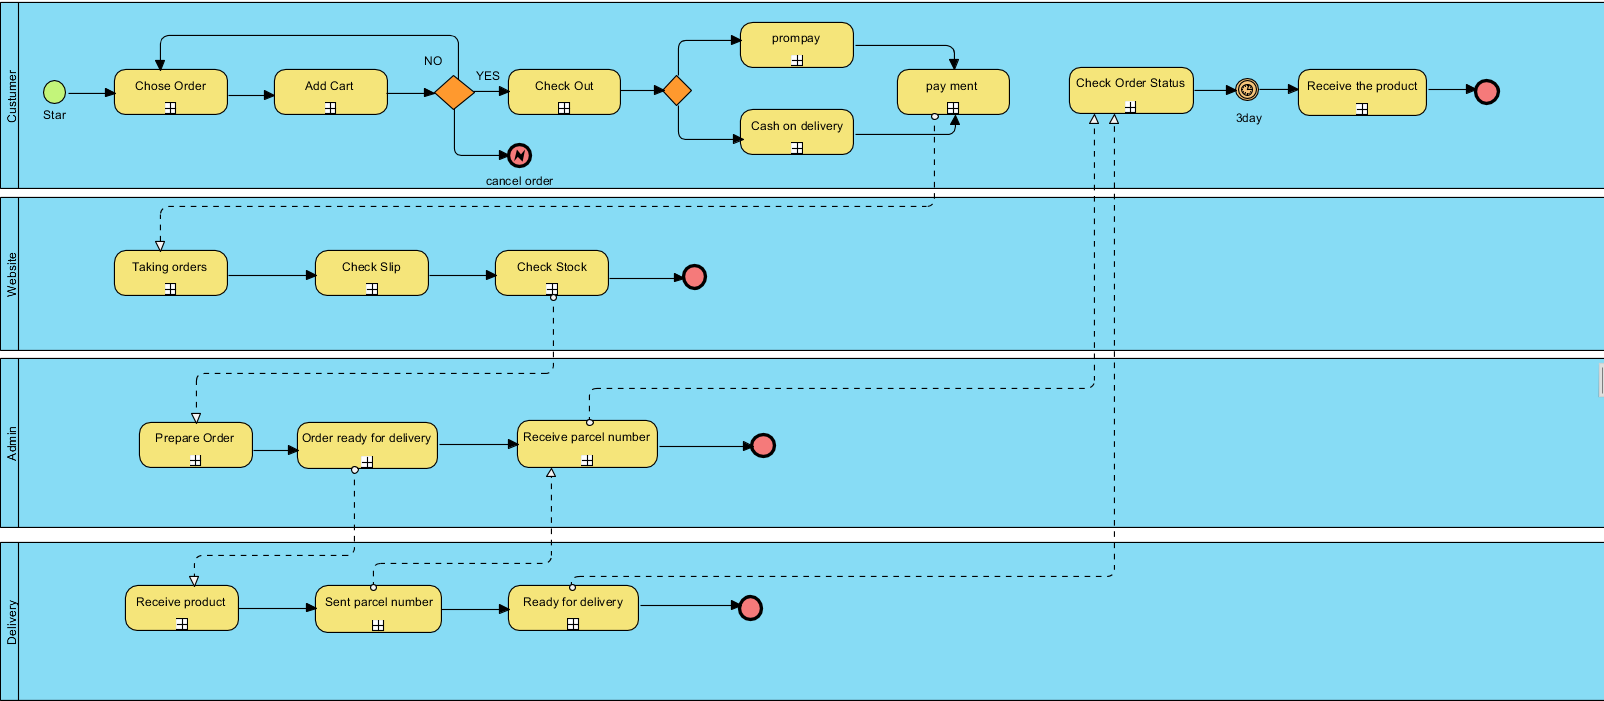 Custumer
Star
Chose Order
Add Cart
NO
YES
Check Out
cancel order
prompay
Cash on delivery
pay ment
Check Order Status
3day
Receive the product
Website
Taking orders
Check Slip
Check Stock
Admin
Prepare Order
Order ready for delivery
Receive parcel number
Delivery
Receive product
Sent parcel number
Ready for delivery